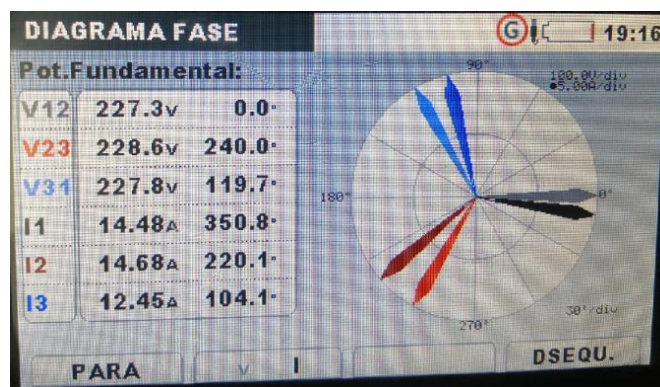 DIAGRAMA FASE G 19:16
Pot.Fundamental:
90°
100.0V/div
●5.00A/div
V12 227.3V 0.0°
V23 228.6V 240.0°
V31 227.8V 119.7°
180° 0°
I1 14.48A 350.8°
I2 14.68A 220.1°
I3 12.45A 104.1°
30°/div
270°
PARA V I DSEQU.